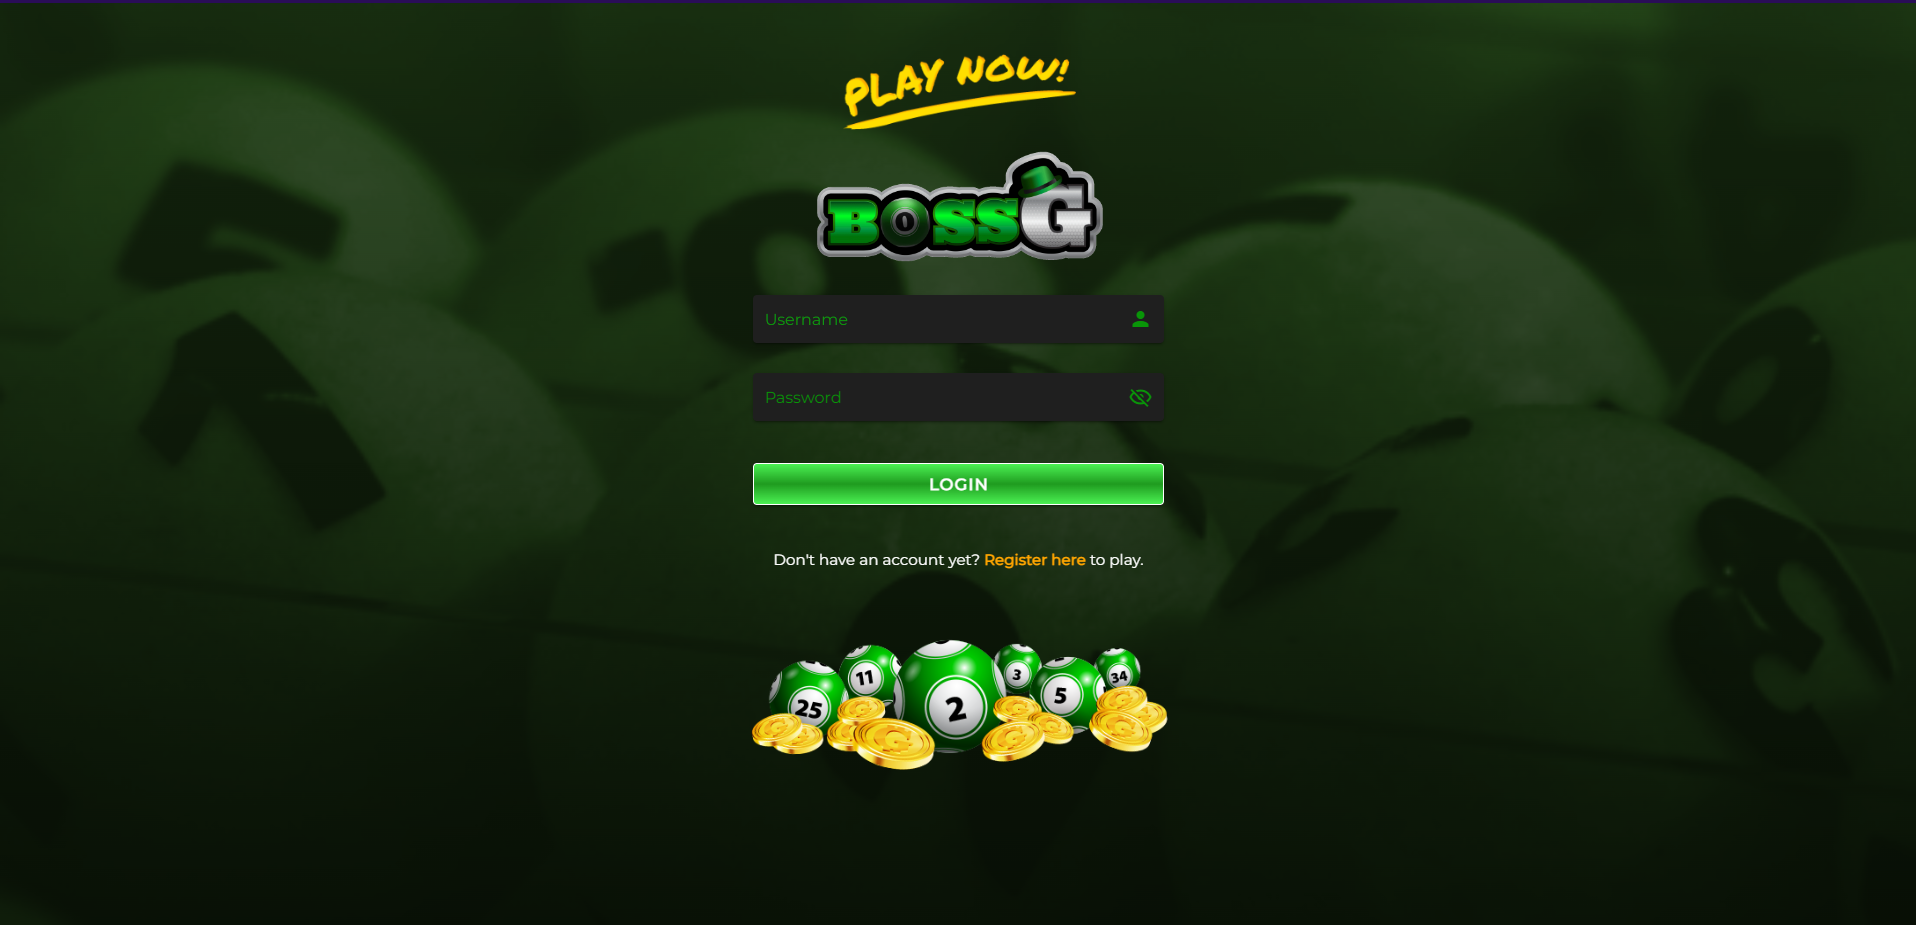 PLAY NOW!
BOSSG
Username
Password
LOGIN
Don't have an account yet? Register here to play.
25 11 2 3 5 34